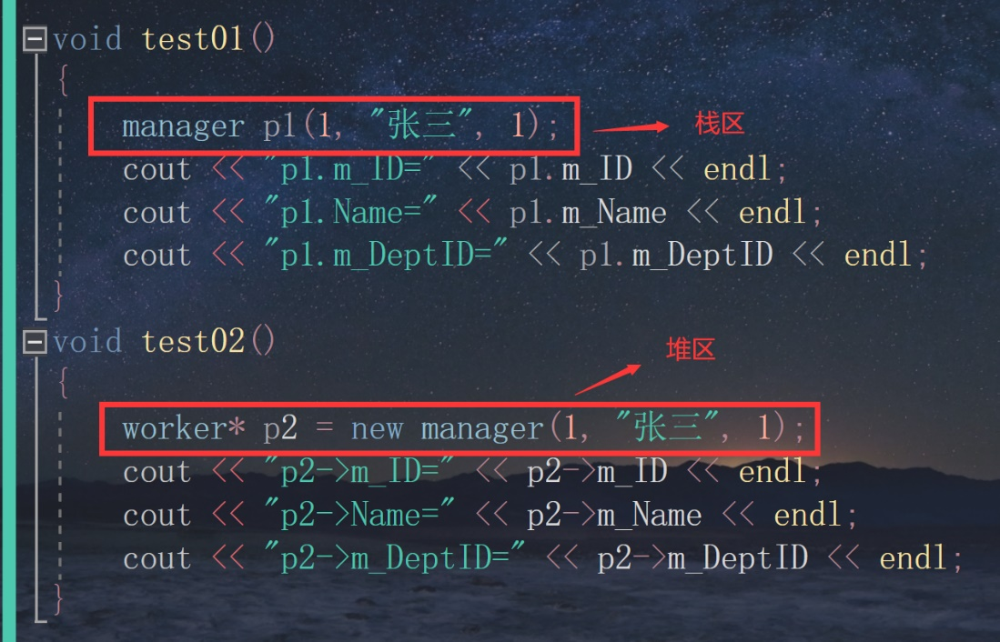 void test01()
{
manager p1(1, "张三", 1); 栈区
cout << "p1.m_ID=" << p1.m_ID << endl;
cout << "p1.Name=" << p1.m_Name << endl;
cout << "p1.m_DeptID=" << p1.m_DeptID << endl;
}
void test02()
{
堆区
worker* p2 = new manager(1, "张三", 1);
cout << "p2->m_ID=" << p2->m_ID << endl;
cout << "p2->Name=" << p2->m_Name << endl;
cout << "p2->m_DeptID=" << p2->m_DeptID << endl;
}